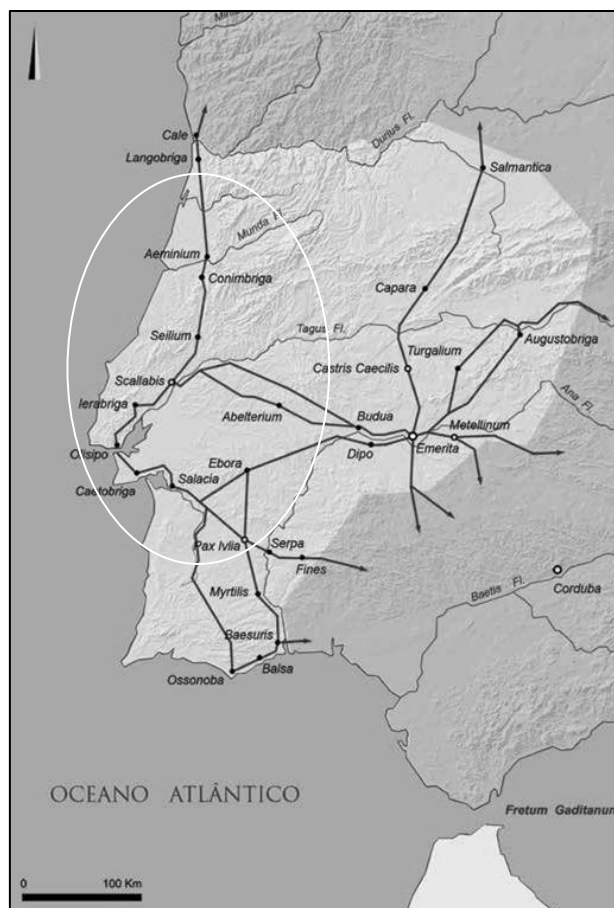 Minius
Cale
Durius Fl.
Langobriga
Salmantica
Munda Fl.
Aeminium
Conimbriga
Capara
Seilium
Tagus Fl.
Turgalium
Augustobriga
Scallabis
Castris Caecilis
Ierabriga
Abelterium
Budua
Metellinum
Ana Fl.
Olisipo
Dipo
Emerita
Ebora
Caetobriga
Salacia
Pax Ivlia
Serpa
Fines
Corduba
Baetis Fl.
Myrtilis
Baesuris
Balsa
Ossonoba
OCEANO ATLÂNTICO
Fretum Gaditanum
0 100 Km